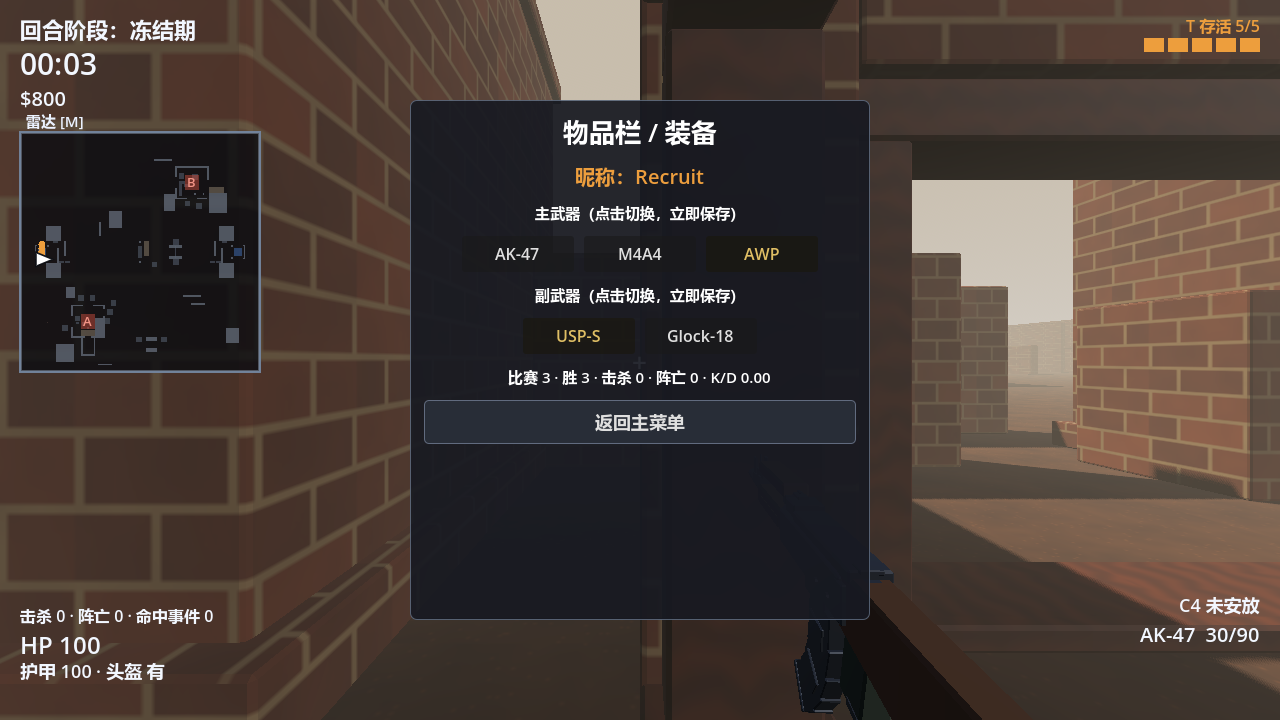 回合阶段：冻结期
00:03
$800
雷达 [M]
B
A
T 存活 5/5
物品栏 / 装备
昵称：Recruit
主武器（点击切换，立即保存）
AK-47 M4A4 AWP
副武器（点击切换，立即保存）
USP-S Glock-18
比赛 3 · 胜 3 · 击杀 0 · 阵亡 0 · K/D 0.00
返回主菜单
击杀 0 · 阵亡 0 · 命中事件 0
HP 100
护甲 100 · 头盔 有
C4 未安放
AK-47 30/90